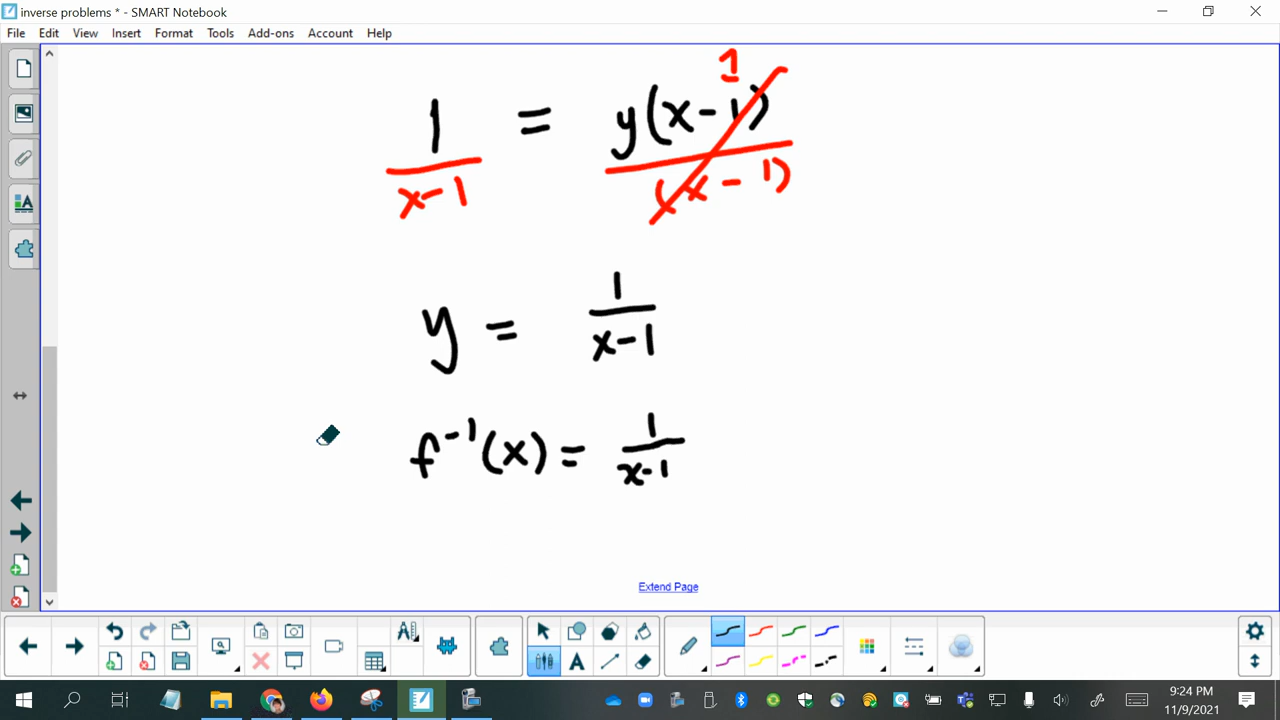 inverse problems * - SMART Notebook
File Edit View Insert Format Tools Add-ons Account Help
1
1 = y(x-1)
x-1 (x-1)
1
y = 
x-1
1
f⁻¹(x) = 
x-1
Extend Page
9:24 PM
11/9/2021